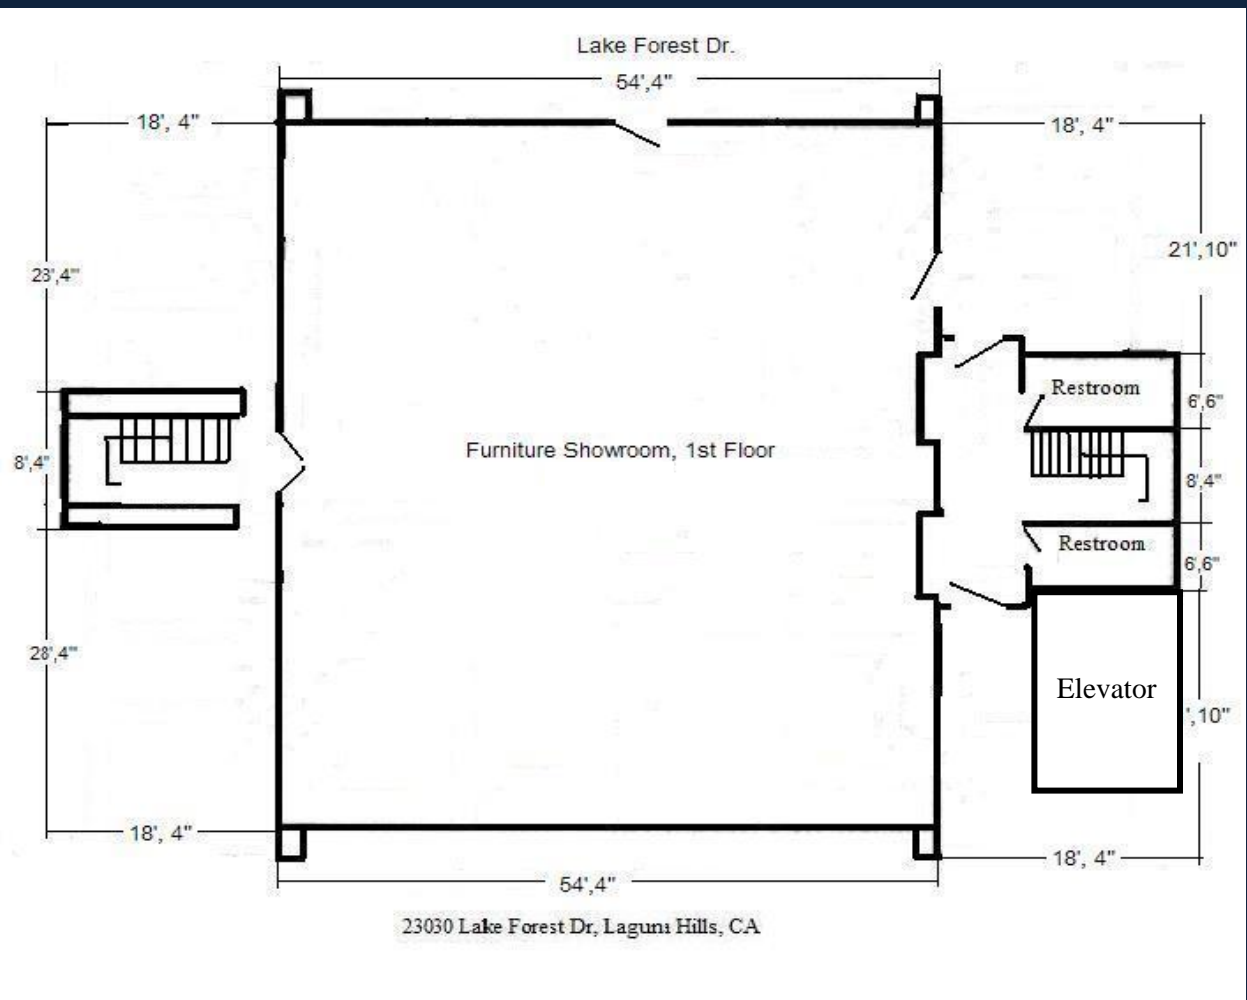 Lake Forest Dr.
54',4"
18', 4"
18', 4"
21',10"
23',4"
Restroom
6',6"
Furniture Showroom, 1st Floor
8',4"
8',4"
Restroom
6',6"
28',4"
Elevator
',10"
18', 4"
18', 4"
54',4"
23030 Lake Forest Dr, Laguna Hills, CA